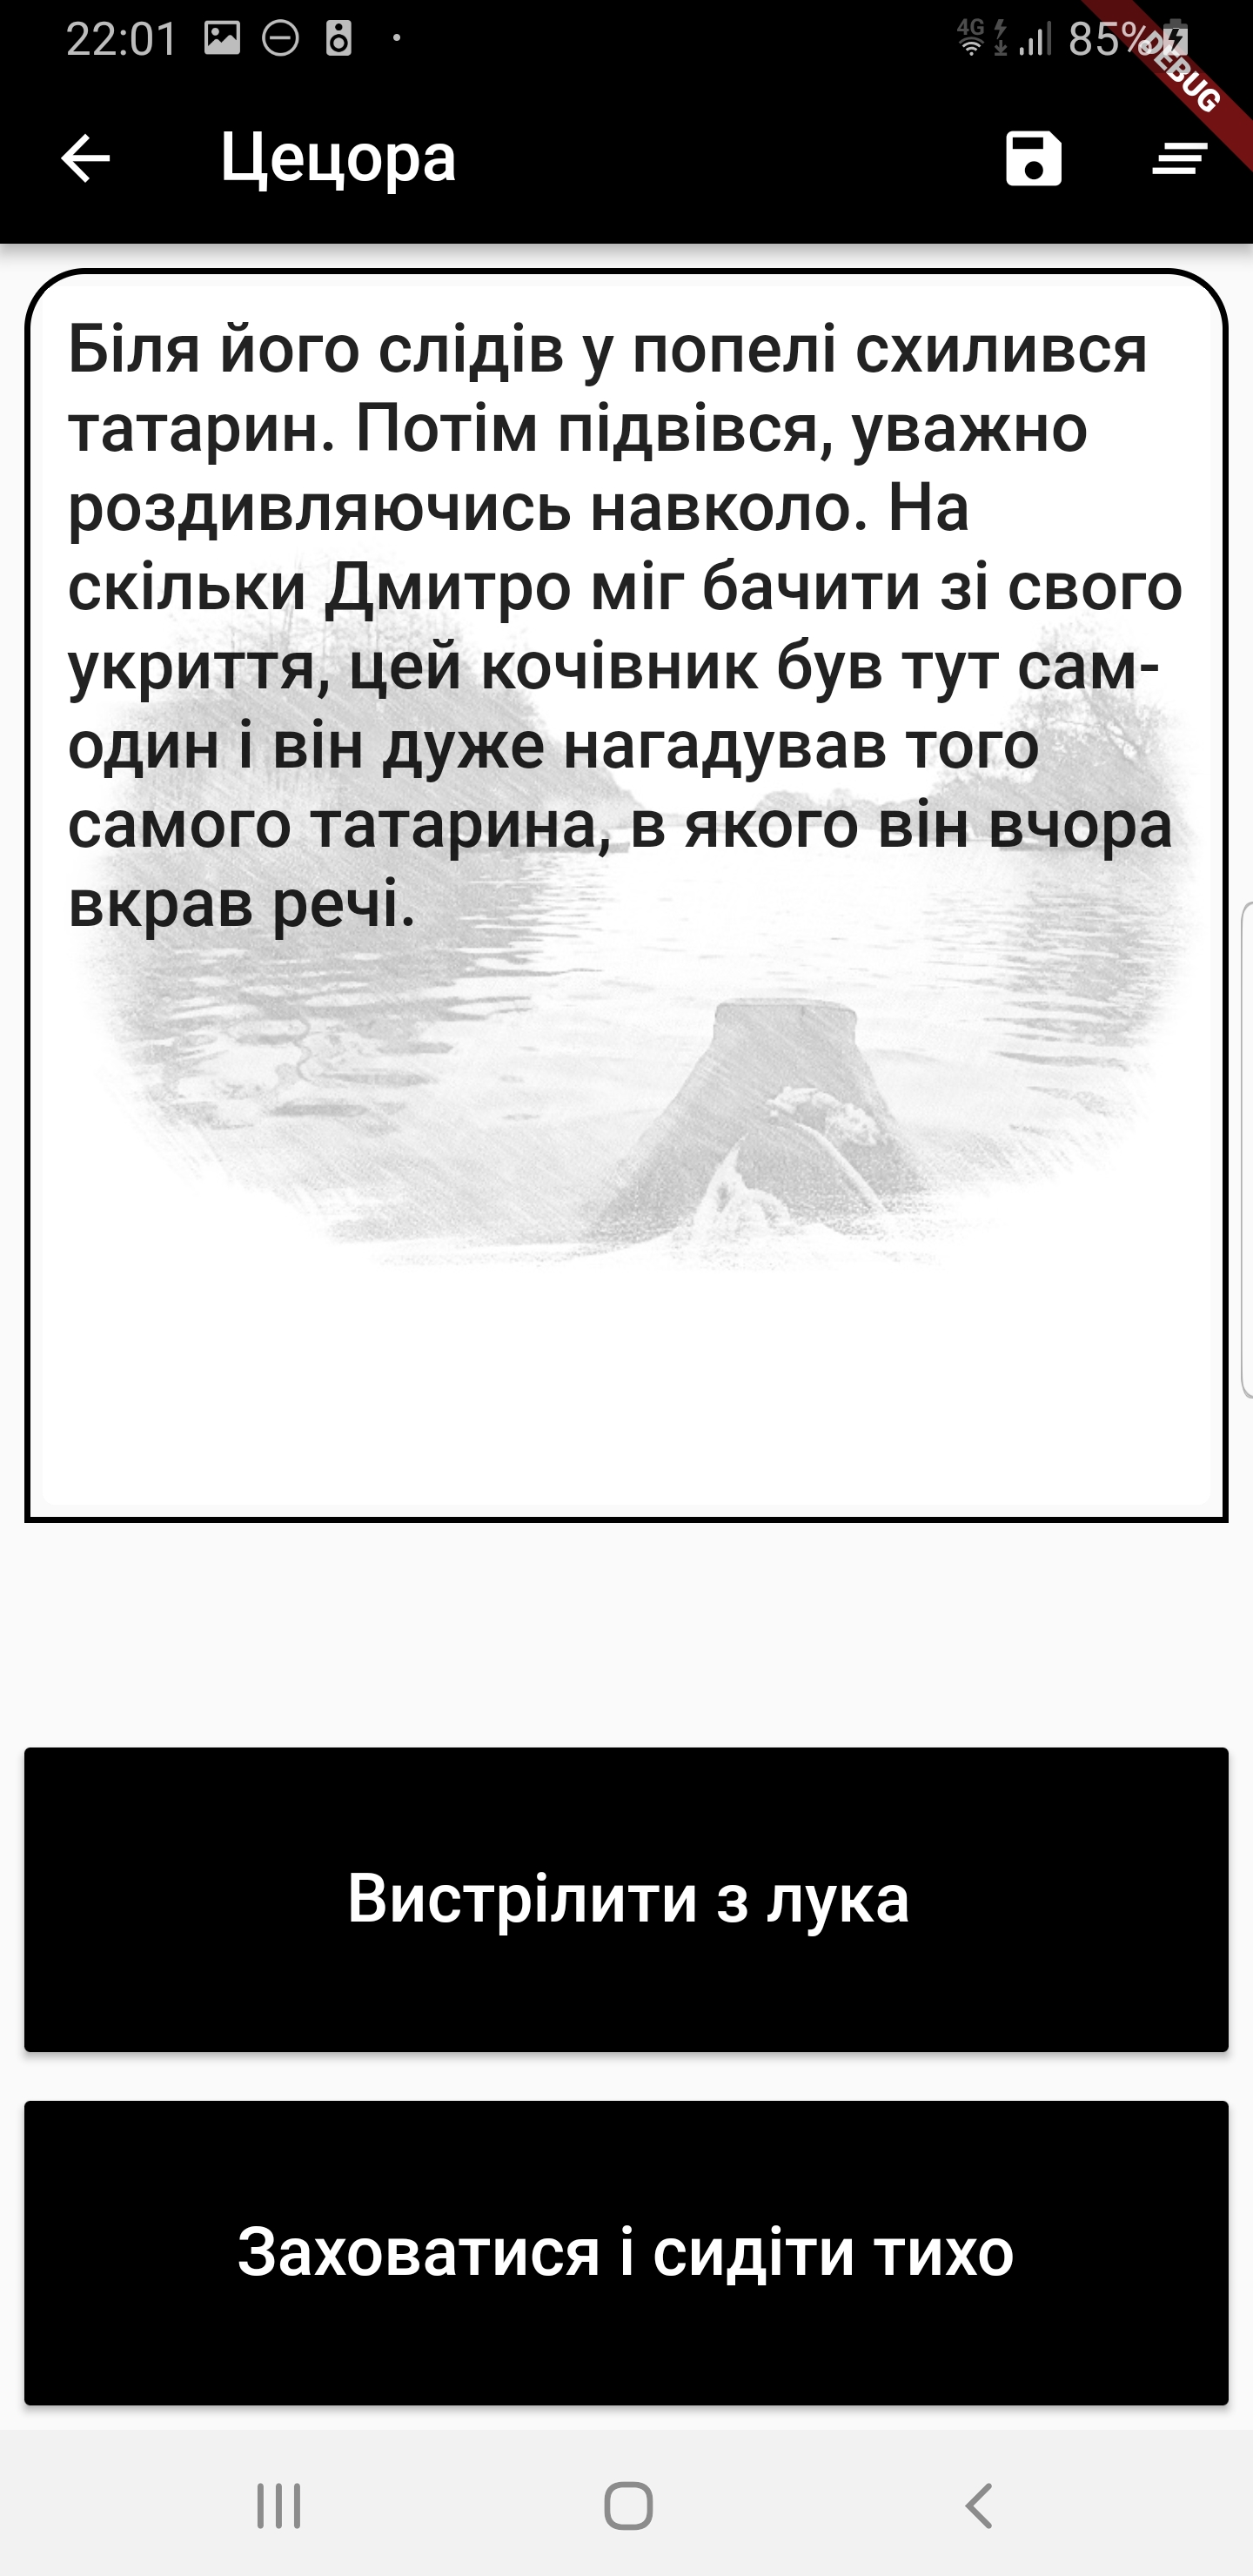 22:01
4G
85%
DEBUG
Цецора
Біля його слідів у попелі схилився
татарин. Потім підвівся, уважно
роздивляючись навколо. На
скільки Дмитро міг бачити зі свого
укриття, цей кочівник був тут сам-
один і він дуже нагадував того
самого татарина, в якого він вчора
вкрав речі.
Вистрілити з лука
Заховатися і сидіти тихо